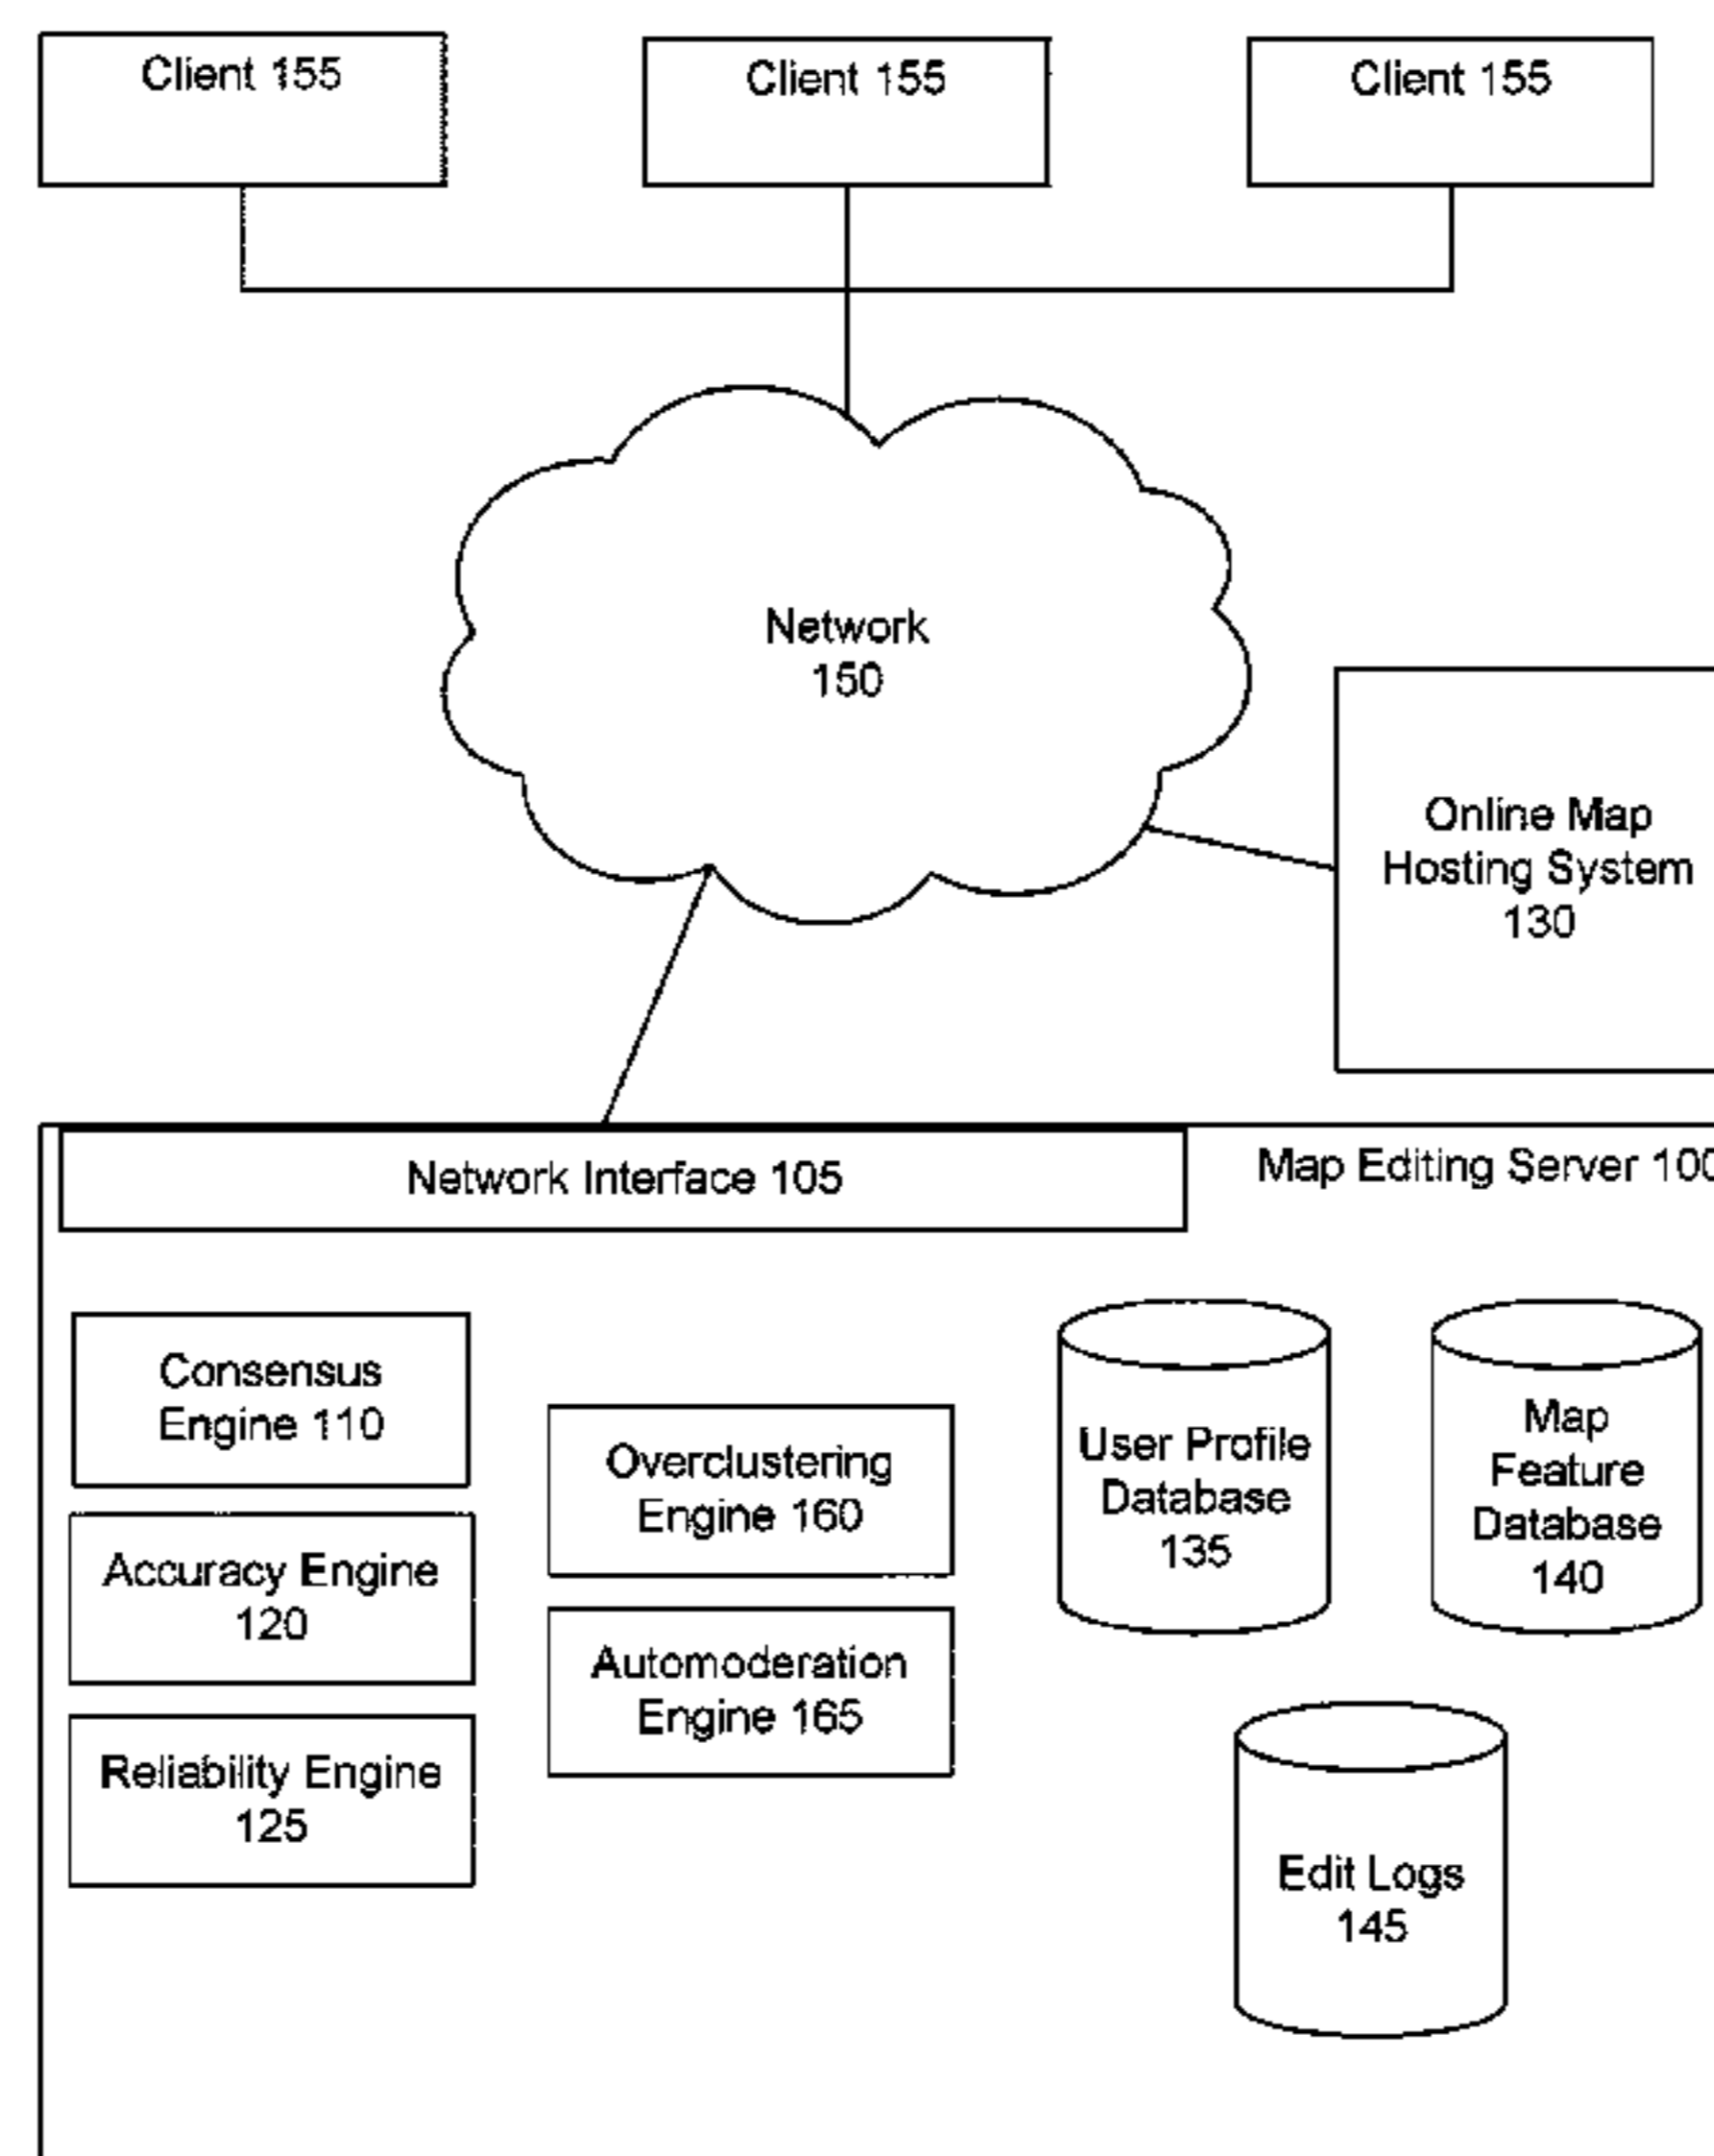 Client 155
Client 155
Client 155
Network
150
Online Map
Hosting System
130
Network Interface 105
Map Editing Server 100
Consensus
Engine 110
Overclustering
Engine 160
User Profile
Database
135
Map
Feature
Database
140
Accuracy Engine
120
Automoderation
Engine 165
Reliability Engine
125
Edit Logs
145